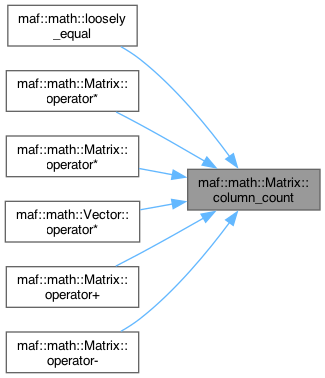 maf::math::loosely
_equal
maf::math::Matrix::
operator*
maf::math::Matrix::
operator*
maf::math::Matrix::
column_count
maf::math::Vector::
operator*
maf::math::Matrix::
operator+
maf::math::Matrix::
operator-